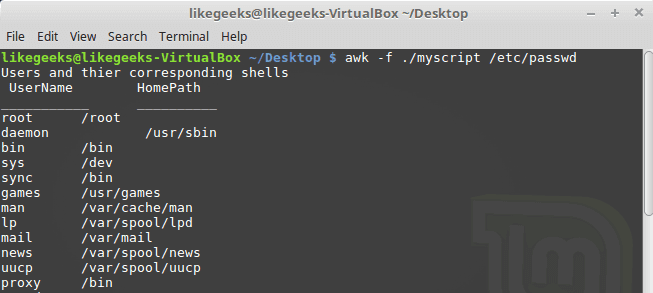 likegeeks@likegeeks-VirtualBox ~/Desktop
File Edit View Search Terminal Help
likegeeks@likegeeks-VirtualBox ~/Desktop $ awk -f ./myscript /etc/passwd
Users and thier corresponding shells
 UserName        HomePath
___________      __________
root      /root
daemon            /usr/sbin
bin       /bin
sys       /dev
sync      /bin
games     /usr/games
man       /var/cache/man
lp        /var/spool/lpd
mail      /var/mail
news      /var/spool/news
uucp      /var/spool/uucp
proxy     /bin